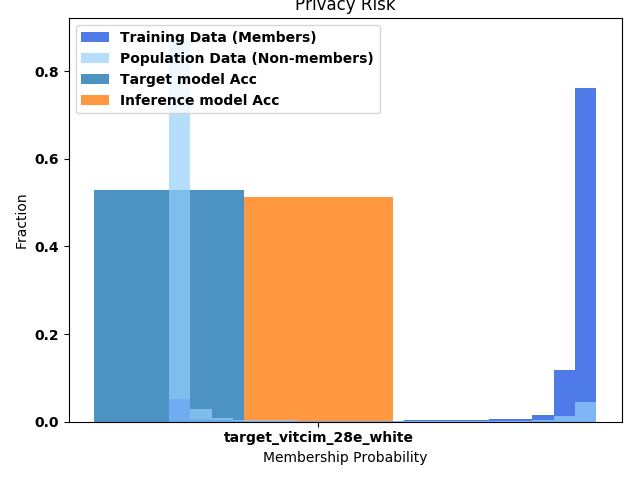 Privacy Risk
Training Data (Members)
Population Data (Non-members)
Target model Acc
Inference model Acc
0.8
0.6
0.4
0.2
0.0
Fraction
target_vitcim_28e_white
Membership Probability